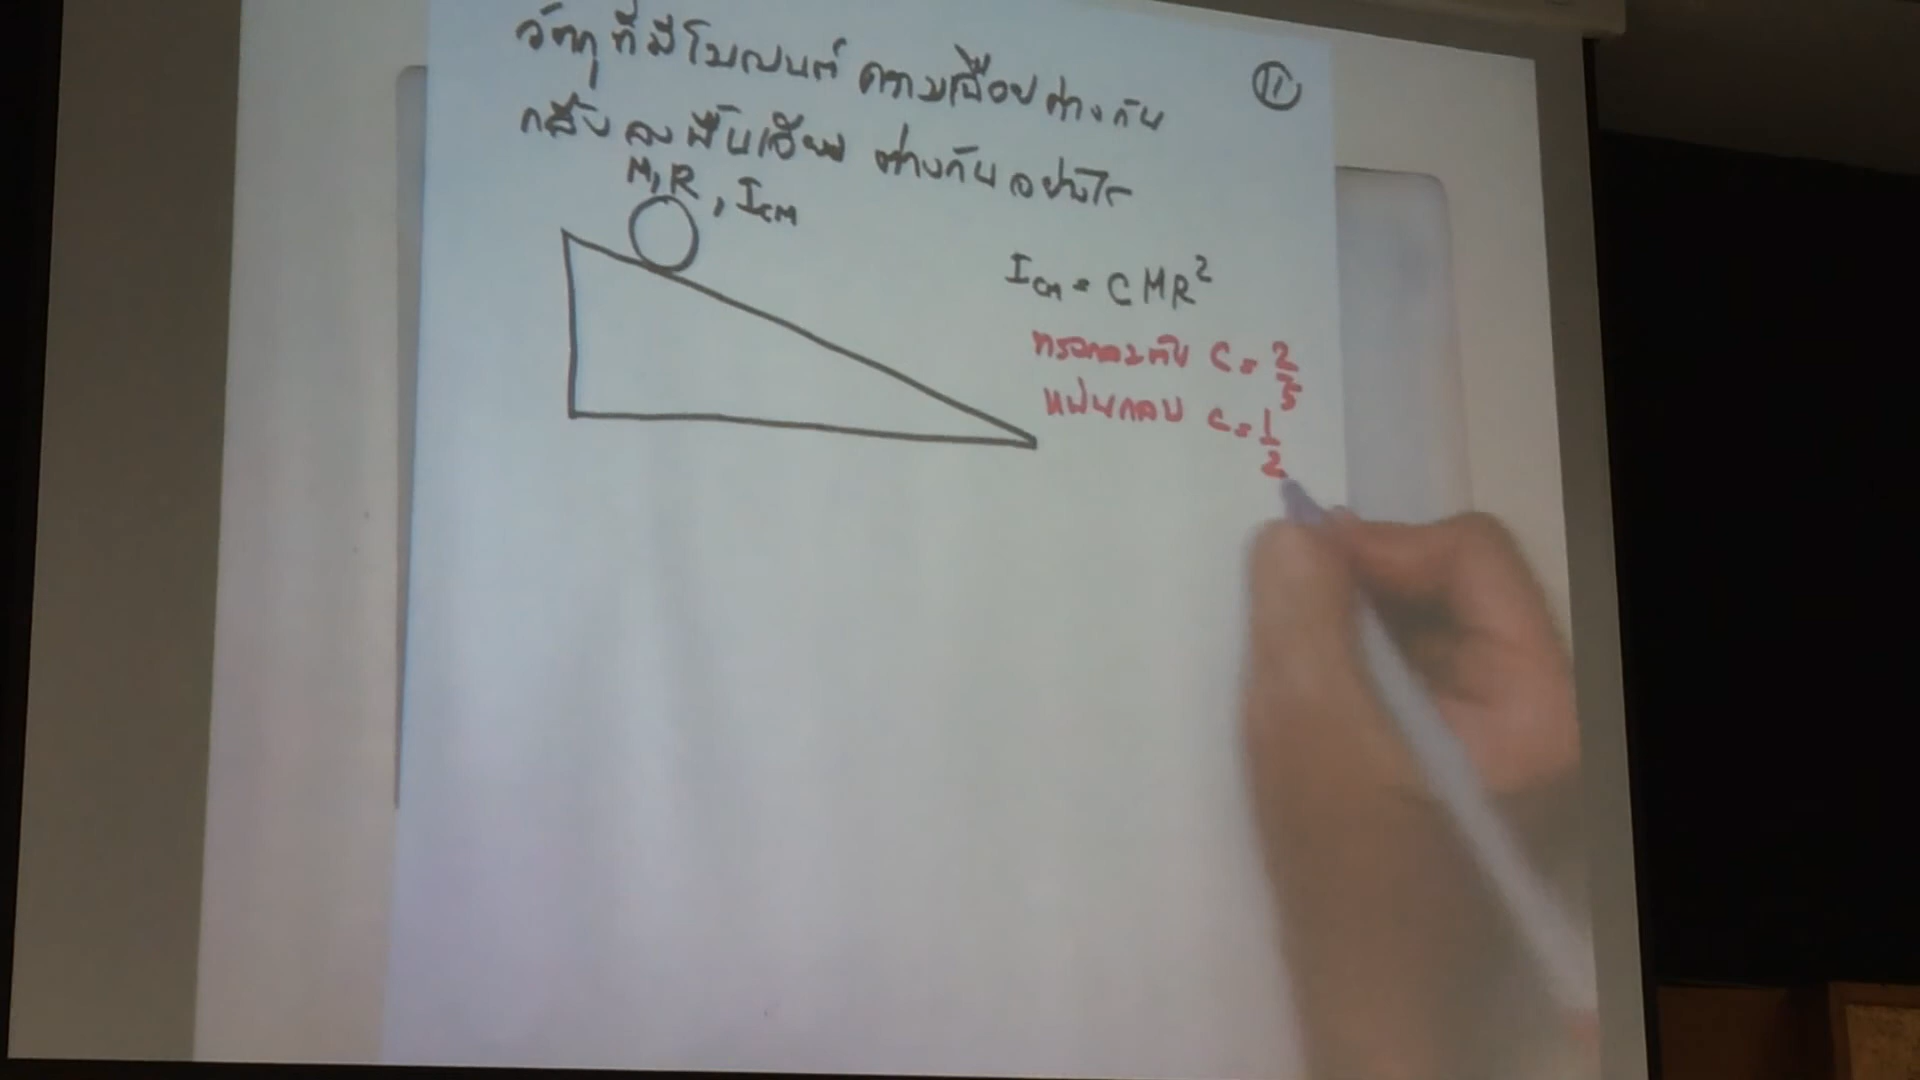 วัตถุที่มีโมเมนต์ความเฉื่อยต่างกัน
⑪
กลิ้งลงพื้นเอียง ต่างกันอย่างไร
M, R, I_CM
I_CM = CMR²
ทรงกลมตัน C = 2/5
แผ่นกลม C = 1/2